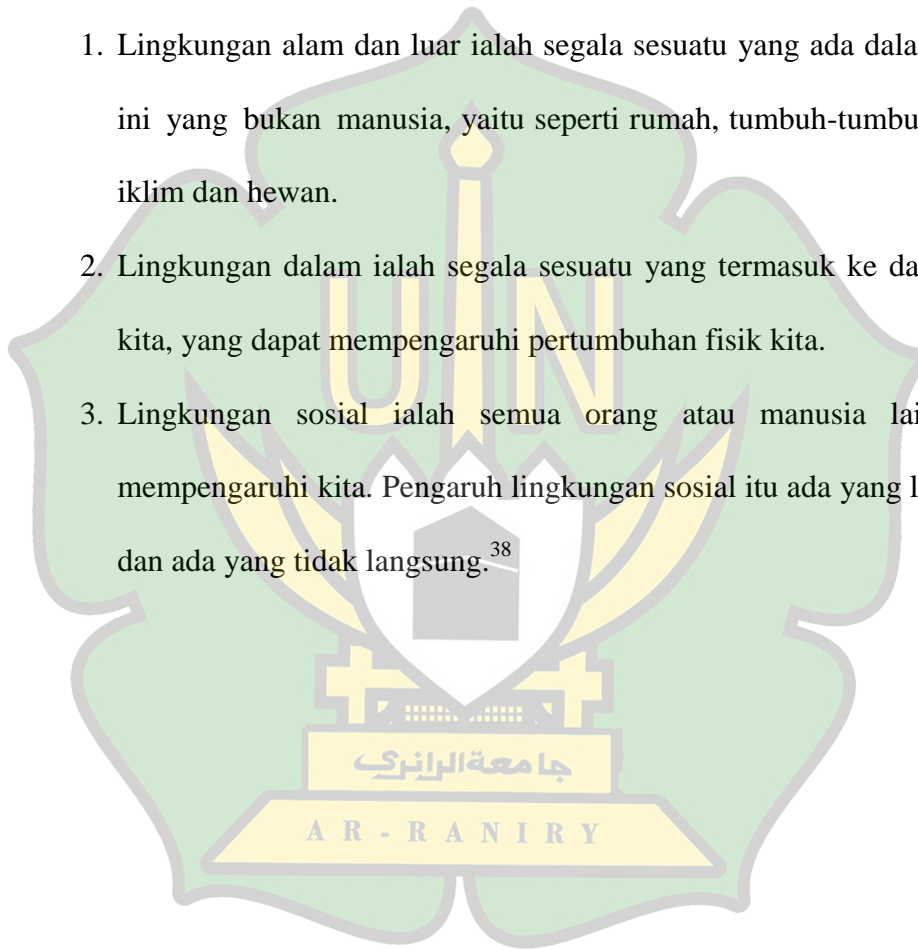 1. Lingkungan alam dan luar ialah segala sesuatu yang ada dala
ini yang bukan manusia, yaitu seperti rumah, tumbuh-tumbu
iklim dan hewan.
2. Lingkungan dalam ialah segala sesuatu yang termasuk ke da
kita, yang dapat mempengaruhi pertumbuhan fisik kita.
3. Lingkungan sosial ialah semua orang atau manusia lai
mempengaruhi kita. Pengaruh lingkungan sosial itu ada yang l
dan ada yang tidak langsung.38
UIN
جامعة الرانري
AR-RANIRY